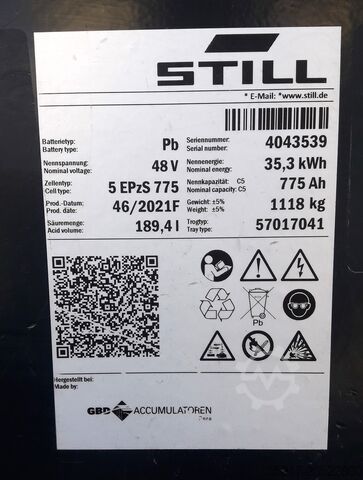 STILL
* E-Mail: *www.still.de
Batterietyp: Pb
Battery type:
Nennspannung: 48 V
Nominal voltage:
Zellentyp: 5 EPzS 775
Cell type:
Prod.-Datum: 46/2021F
Prod. date:
Säuremenge: 189,4 l
Acid volume:
Seriennummer: 4043539
Serial number:
Nennenergie: 35,3 kWh
Nominal energy:
Nennkapazität: C5 775 Ah
Nominal capacity: C5
Gewicht: ±5% 1118 kg
Weight: ±5%
Trogtyp: 57017041
Tray type:
Pb
Hergestellt bei:
Made by:
GBD ACCUMULATOREN